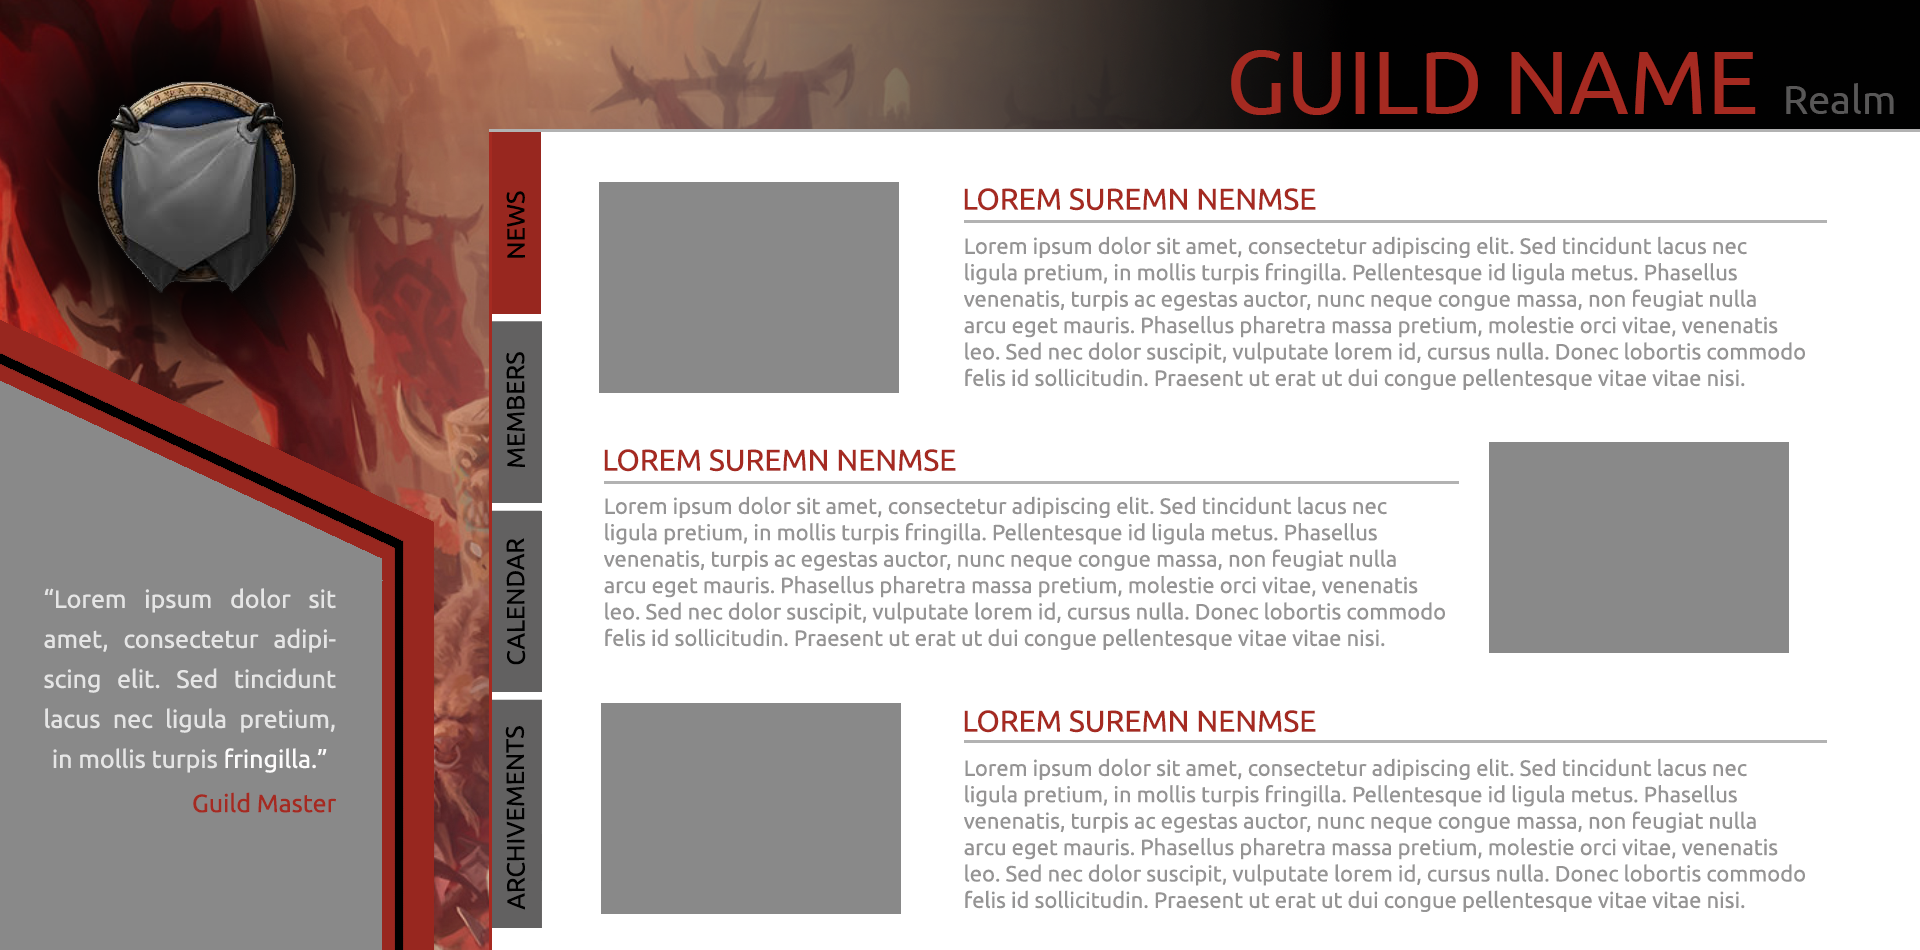 GUILD NAME Realm
“Lorem ipsum dolor sit
amet, consectetur adipi-
scing elit. Sed tincidunt
lacus nec ligula pretium,
in mollis turpis fringilla.”
Guild Master
NEWS
MEMBERS
CALENDAR
ARCHIVEMENTS
LOREM SUREMN NENMSE
Lorem ipsum dolor sit amet, consectetur adipiscing elit. Sed tincidunt lacus nec
ligula pretium, in mollis turpis fringilla. Pellentesque id ligula metus. Phasellus
venenatis, turpis ac egestas auctor, nunc neque congue massa, non feugiat nulla
arcu eget mauris. Phasellus pharetra massa pretium, molestie orci vitae, venenatis
leo. Sed nec dolor suscipit, vulputate lorem id, cursus nulla. Donec lobortis commodo
felis id sollicitudin. Praesent ut erat ut dui congue pellentesque vitae vitae nisi.
LOREM SUREMN NENMSE
Lorem ipsum dolor sit amet, consectetur adipiscing elit. Sed tincidunt lacus nec
ligula pretium, in mollis turpis fringilla. Pellentesque id ligula metus. Phasellus
venenatis, turpis ac egestas auctor, nunc neque congue massa, non feugiat nulla
arcu eget mauris. Phasellus pharetra massa pretium, molestie orci vitae, venenatis
leo. Sed nec dolor suscipit, vulputate lorem id, cursus nulla. Donec lobortis commodo
felis id sollicitudin. Praesent ut erat ut dui congue pellentesque vitae vitae nisi.
LOREM SUREMN NENMSE
Lorem ipsum dolor sit amet, consectetur adipiscing elit. Sed tincidunt lacus nec
ligula pretium, in mollis turpis fringilla. Pellentesque id ligula metus. Phasellus
venenatis, turpis ac egestas auctor, nunc neque congue massa, non feugiat nulla
arcu eget mauris. Phasellus pharetra massa pretium, molestie orci vitae, venenatis
leo. Sed nec dolor suscipit, vulputate lorem id, cursus nulla. Donec lobortis commodo
felis id sollicitudin. Praesent ut erat ut dui congue pellentesque vitae vitae nisi.